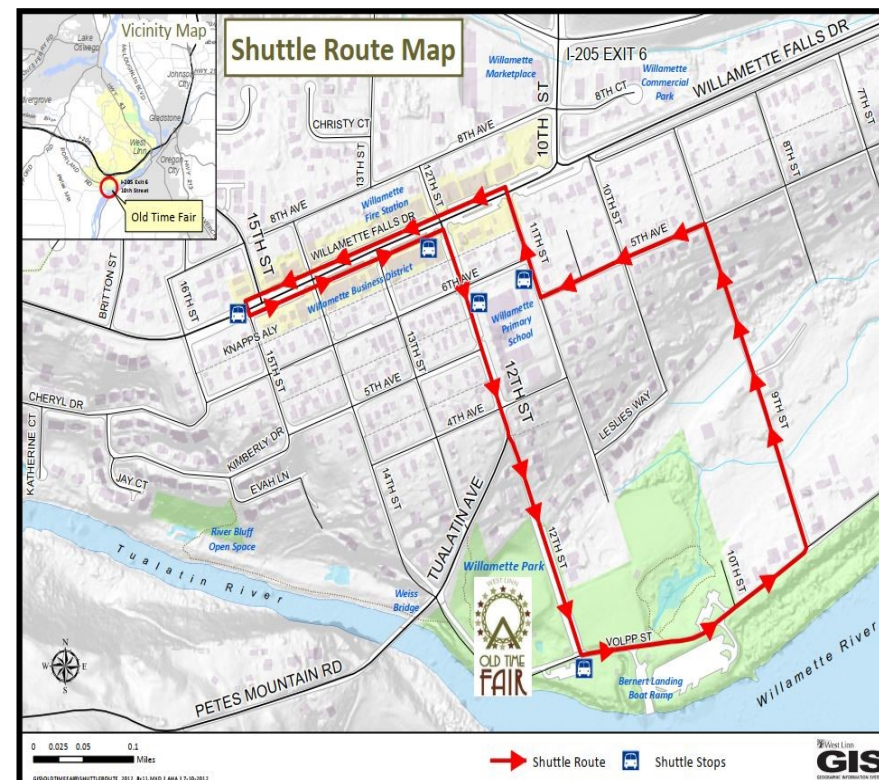 Vicinity Map
Lake
Oswego
Johnson
City
Gladstone
West
Linn
Oregon
City
I-205 Exit 6
10th Street
Old Time Fair
Shuttle Route Map
Willamette
Marketplace
I-205 EXIT 6
Willamette
Commercial
Park
WILLAMETTE FALLS DR
8TH CT
7TH ST
CHRISTY CT
8TH AVE
10TH ST
13TH ST
12TH ST
Willamette
Fire Station
8TH AVE
15TH ST
WILLAMETTE FALLS DR
10TH ST
8TH ST
11TH ST
5TH AVE
BRITTON ST
16TH ST
Willamette Business District
6TH AVE
Willamette
Primary
School
KNAPPS ALY
15TH ST
13TH ST
12TH ST
5TH AVE
4TH AVE
LESLIES WAY
9TH ST
CHERYL DR
KATHERINE CT
KIMBERLY DR
JAY CT
EVAH LN
14TH ST
River Bluff
Open Space
TUALATIN AVE
12TH ST
Tualatin River
Willamette Park
10TH ST
Weiss
Bridge
WEST LINN
OLD TIME
FAIR
VOLPP ST
Bernert Landing
Boat Ramp
Willamette River
PETES MOUNTAIN RD
N
W E
S
0 0.025 0.05 0.1
Miles
Shuttle Route
Shuttle Stops
West Linn
GIS